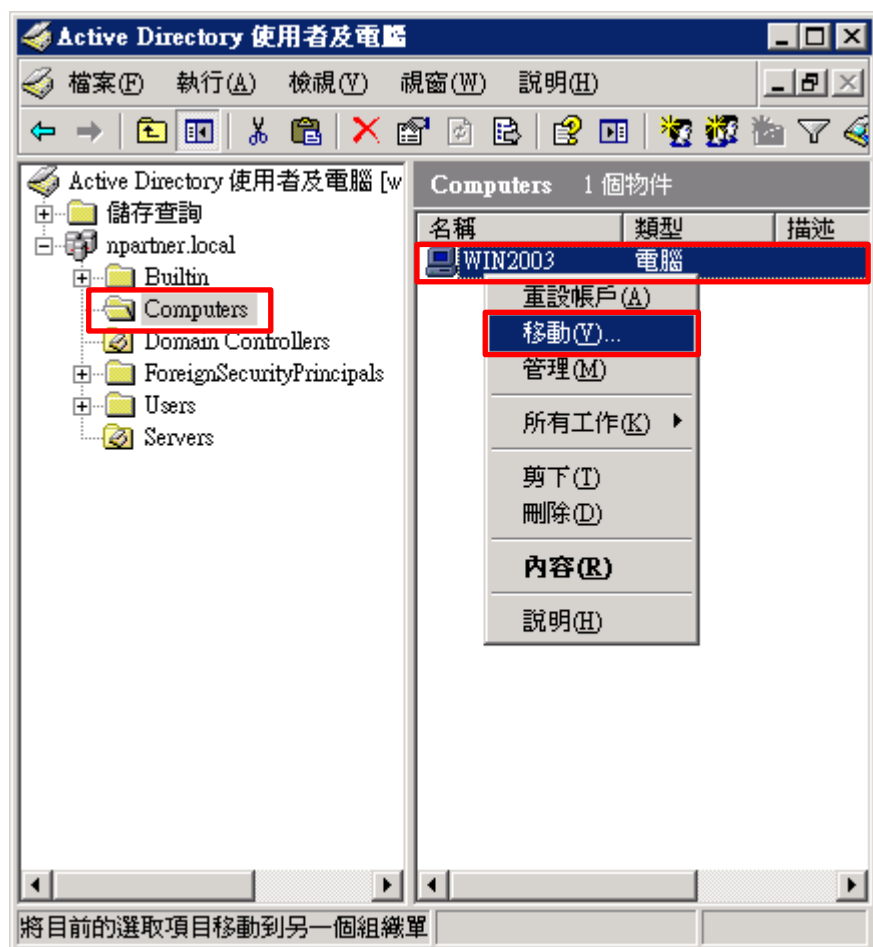 Active Directory 使用者及電腦
檔案(F) 執行(A) 檢視(V) 視窗(W) 說明(H)
Active Directory 使用者及電腦 [w
儲存查詢
npartner.local
Builtin
Computers
Domain Controllers
ForeignSecurityPrincipals
Users
Servers
Computers 1 個物件
名稱 類型 描述
WIN2003 電腦
重設帳戶(A)
移動(V)...
管理(M)
所有工作(K)
剪下(T)
刪除(D)
內容(R)
說明(H)
將目前的選取項目移動到另一個組織單